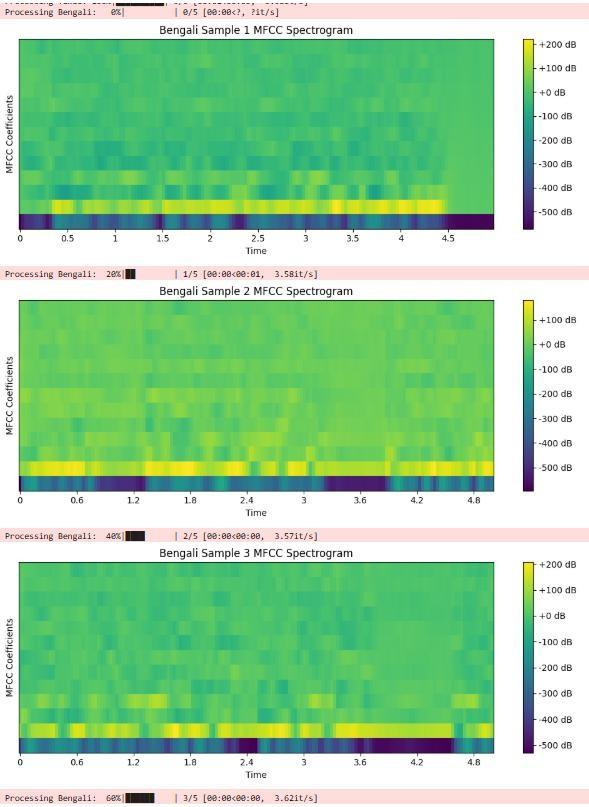 Processing Bengali:   0%|          | 0/5 [00:00<?, ?it/s]
Bengali Sample 1 MFCC Spectrogram
MFCC Coefficients
+200 dB
+100 dB
+0 dB
-100 dB
-200 dB
-300 dB
-400 dB
-500 dB
0 0.5 1 1.5 2 2.5 3 3.5 4 4.5
Time
Processing Bengali:  20%|██        | 1/5 [00:00<00:01,  3.58it/s]
Bengali Sample 2 MFCC Spectrogram
MFCC Coefficients
+100 dB
+0 dB
-100 dB
-200 dB
-300 dB
-400 dB
-500 dB
0 0.6 1.2 1.8 2.4 3 3.6 4.2 4.8
Time
Processing Bengali:  40%|████      | 2/5 [00:00<00:00,  3.57it/s]
Bengali Sample 3 MFCC Spectrogram
MFCC Coefficients
+200 dB
+100 dB
+0 dB
-100 dB
-200 dB
-300 dB
-400 dB
-500 dB
0 0.6 1.2 1.8 2.4 3 3.6 4.2 4.8
Time
Processing Bengali:  60%|██████    | 3/5 [00:00<00:00,  3.62it/s]